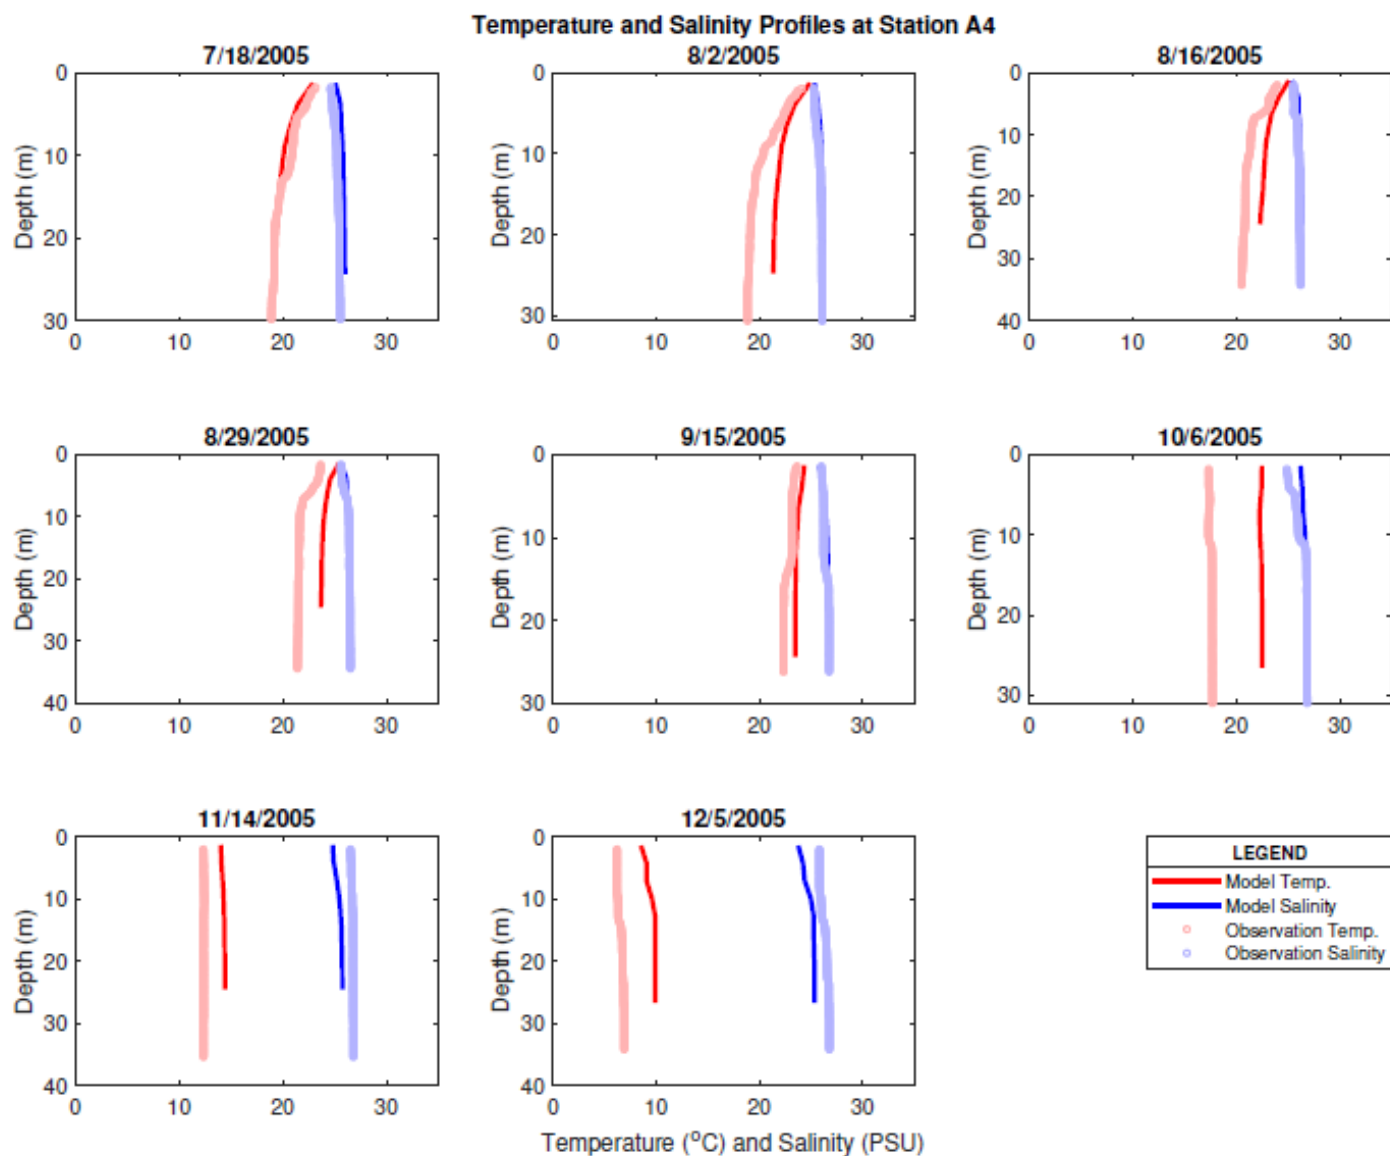 Temperature and Salinity Profiles at Station A4
7/18/2005
8/2/2005
8/16/2005
0
10
20
30
Depth (m)
0 10 20 30
0
10
20
30
Depth (m)
0 10 20 30
0
10
20
30
40
Depth (m)
0 10 20 30
8/29/2005
9/15/2005
10/6/2005
0
10
20
30
40
Depth (m)
0 10 20 30
0
10
20
30
Depth (m)
0 10 20 30
0
10
20
30
Depth (m)
0 10 20 30
11/14/2005
12/5/2005
0
10
20
30
40
Depth (m)
0 10 20 30
0
10
20
30
40
Depth (m)
0 10 20 30
LEGEND
Model Temp.
Model Salinity
Observation Temp.
Observation Salinity
Temperature (°C) and Salinity (PSU)